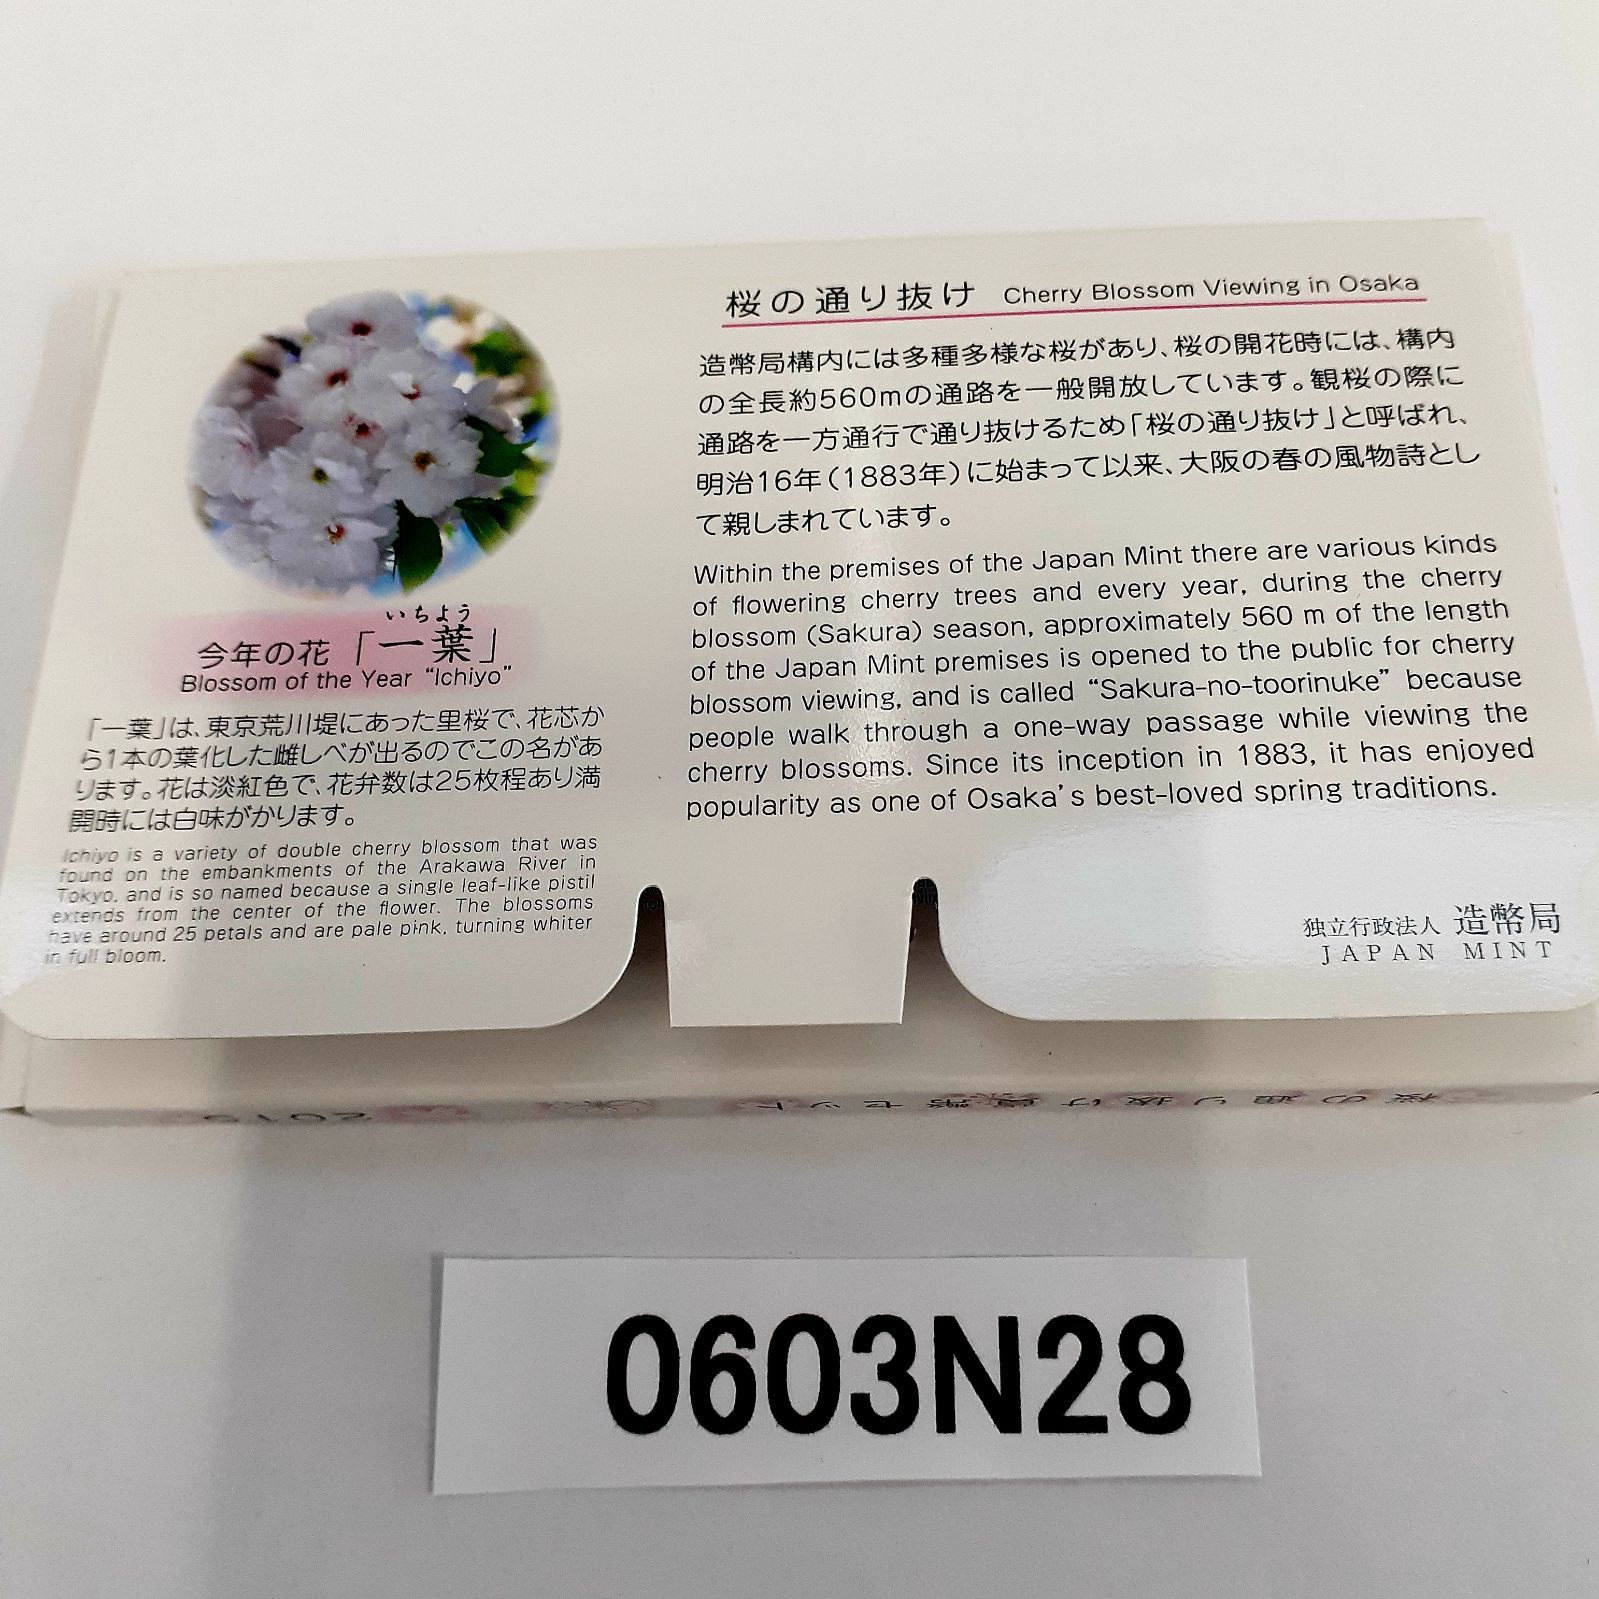 桜の通り抜け Cherry Blossom Viewing in Osaka
造幣局構内には多種多様な桜があり、桜の開花時には、構内
の全長約560mの通路を一般開放しています。観桜の際に
通路を一方通行で通り抜けるため「桜の通り抜け」と呼ばれ、
明治16年(1883年)に始まって以来、大阪の春の風物詩とし
て親しまれています。
Within the premises of the Japan Mint there are various kinds
of flowering cherry trees and every year, during the cherry
blossom (Sakura) season, approximately 560 m of the length
of the Japan Mint premises is opened to the public for cherry
blossom viewing, and is called “Sakura-no-toorinuke” because
people walk through a one-way passage while viewing the
cherry blossoms. Since its inception in 1883, it has enjoyed
popularity as one of Osaka’s best-loved spring traditions.
いちよう
今年の花「一葉」
Blossom of the Year “Ichiyo”
「一葉」は、東京荒川堤にあった里桜で、花芯か
ら1本の葉化した雌しべが出るのでこの名があ
ります。花は淡紅色で、花弁数は25枚程あり満
開時には白味がかります。
Ichiyo is a variety of double cherry blossom that was
found on the embankments of the Arakawa River in
Tokyo, and is so named because a single leaf-like pistil
extends from the center of the flower. The blossoms
have around 25 petals and are pale pink, turning whiter
in full bloom.
独立行政法人 造幣局
JAPAN MINT
桜の通り抜け貨幣セット 2015
0603N28